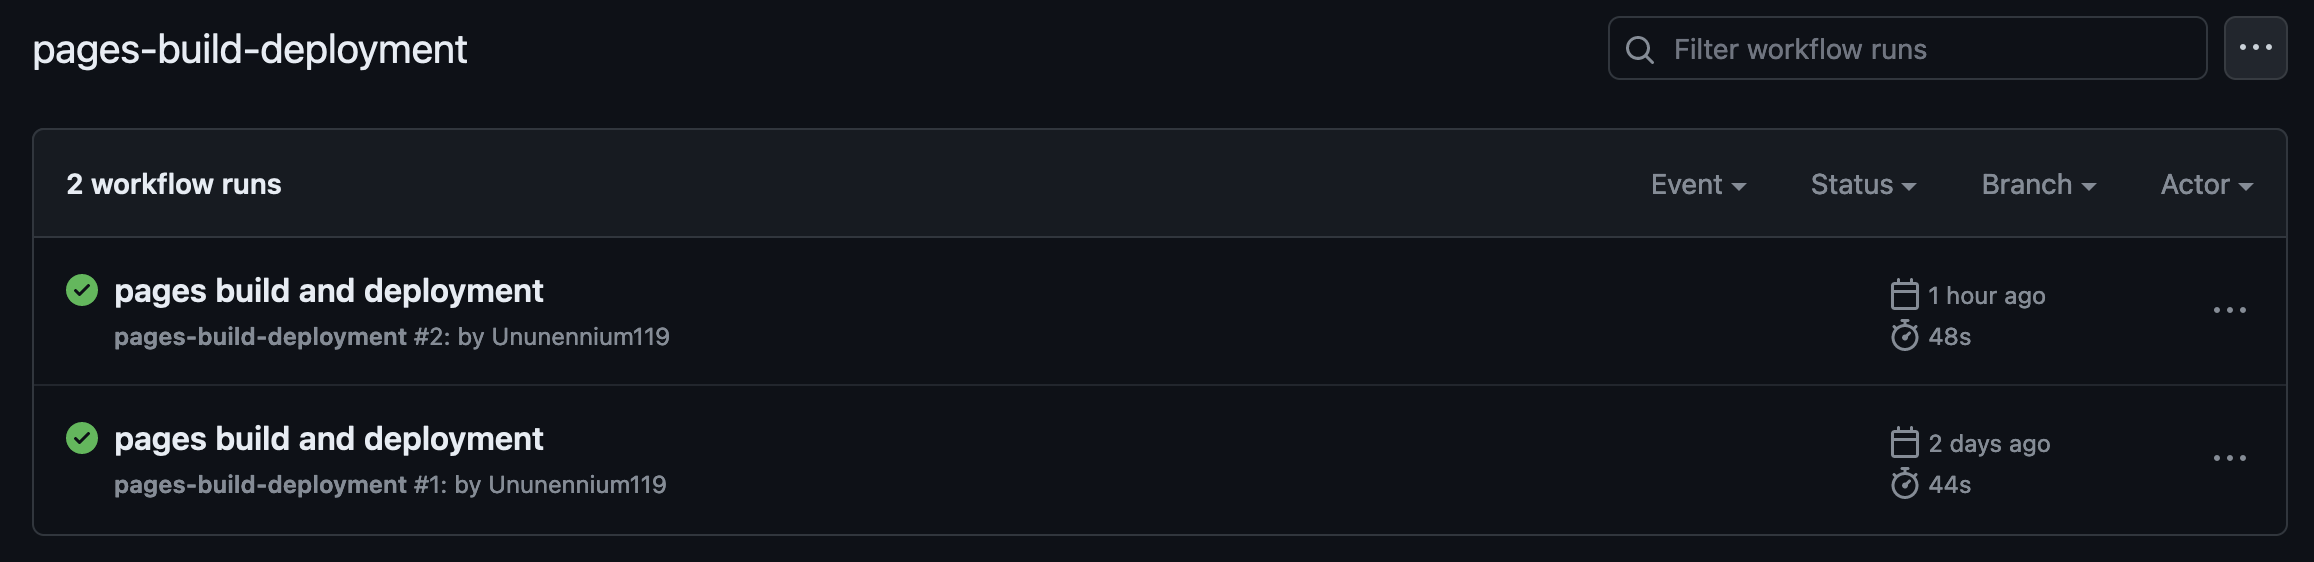 pages-build-deployment
Filter workflow runs
2 workflow runs
Event
Status
Branch
Actor
pages build and deployment
pages-build-deployment #2: by Ununennium119
1 hour ago
48s
pages build and deployment
pages-build-deployment #1: by Ununennium119
2 days ago
44s